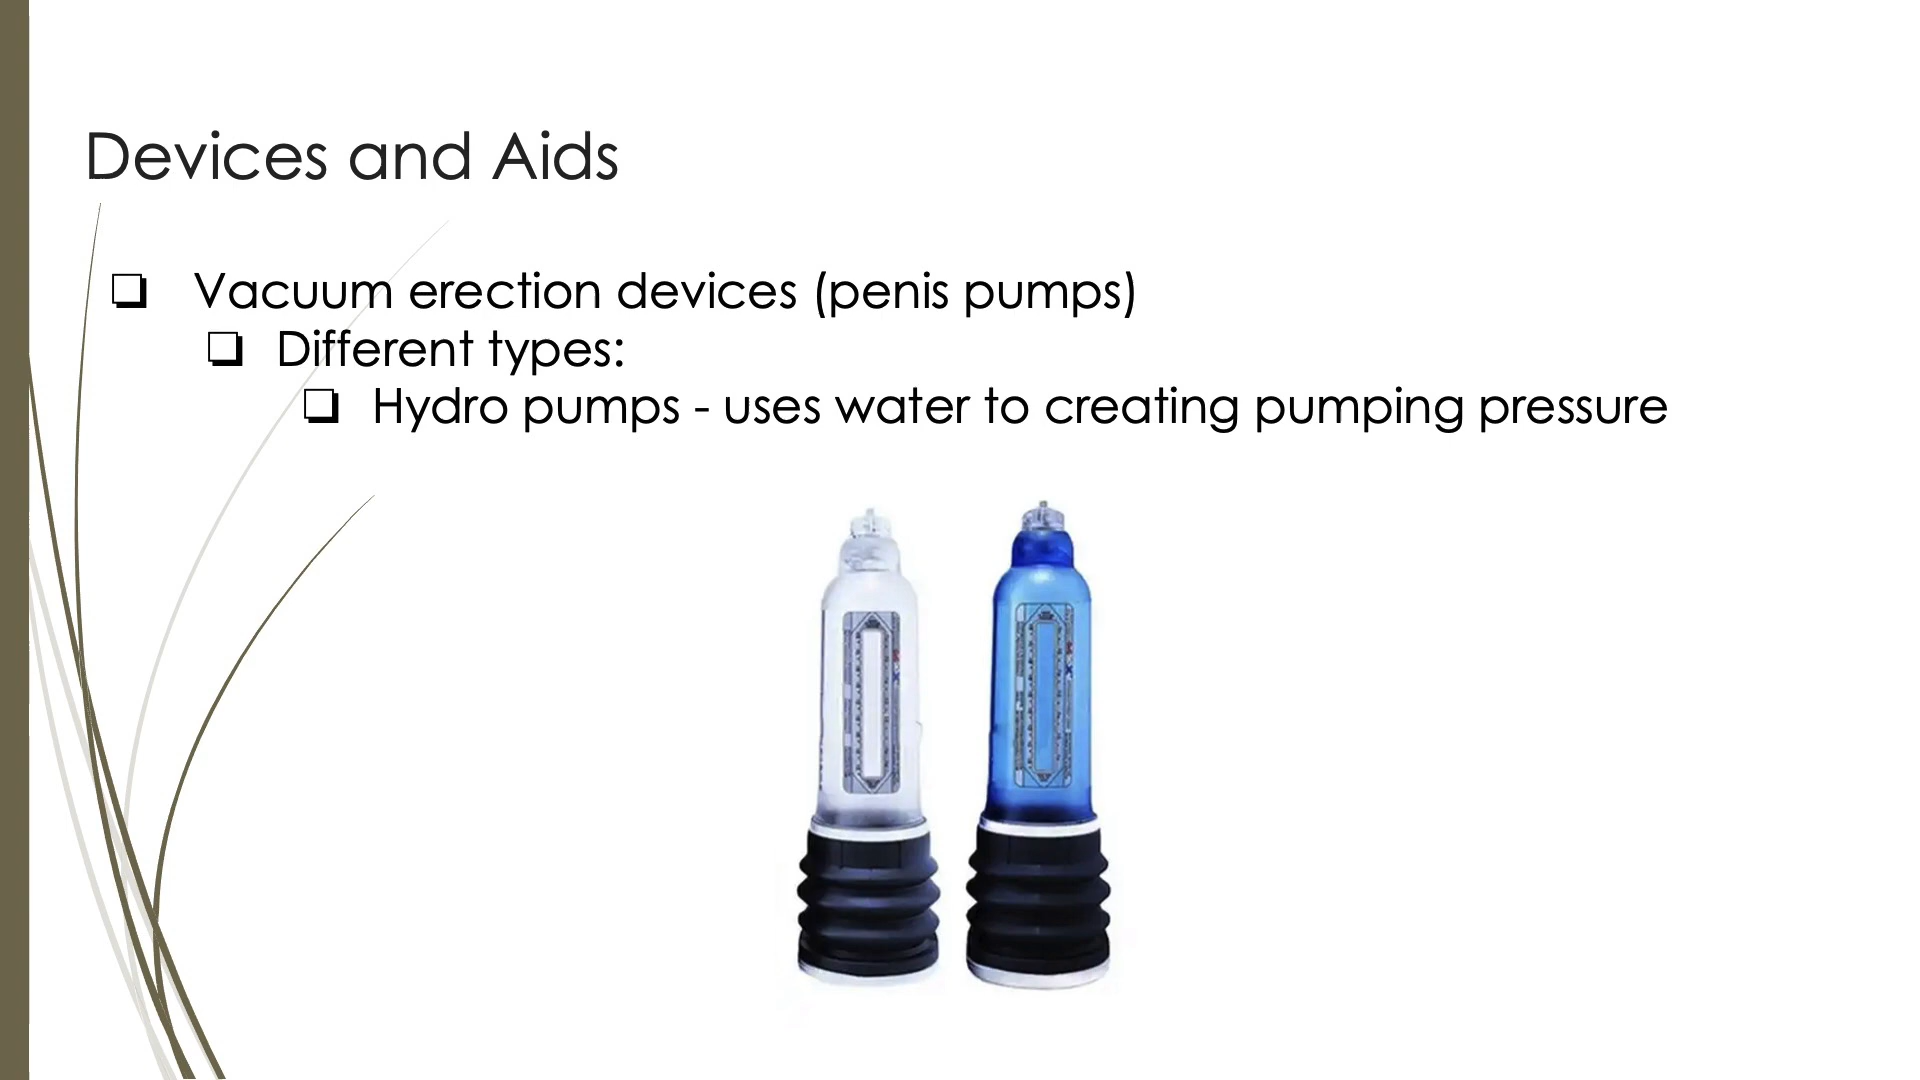 Devices and Aids
❏ Vacuum erection devices (penis pumps)
❏ Different types:
❏ Hydro pumps - uses water to creating pumping pressure